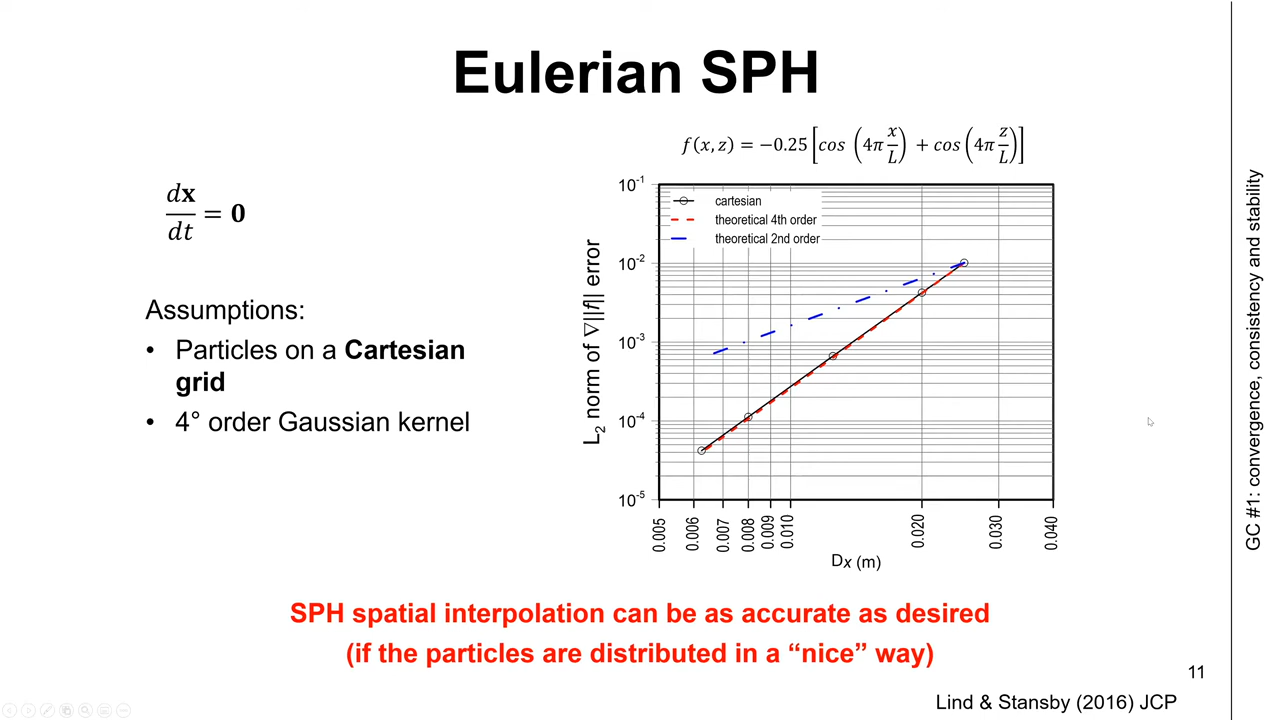 Eulerian SPH
f(x, z) = −0.25 [cos (4π x/L) + cos (4π z/L)]
dx/dt = 0
Assumptions:
• Particles on a Cartesian
grid
• 4° order Gaussian kernel
cartesian
theoretical 4th order
theoretical 2nd order
L2 norm of ∇||f|| error
10-1
10-2
10-3
10-4
10-5
0.005
0.006
0.007
0.008
0.009
0.010
0.020
0.030
0.040
Dx (m)
SPH spatial interpolation can be as accurate as desired
(if the particles are distributed in a “nice” way)
11
Lind & Stansby (2016) JCP
GC #1: convergence, consistency and stability